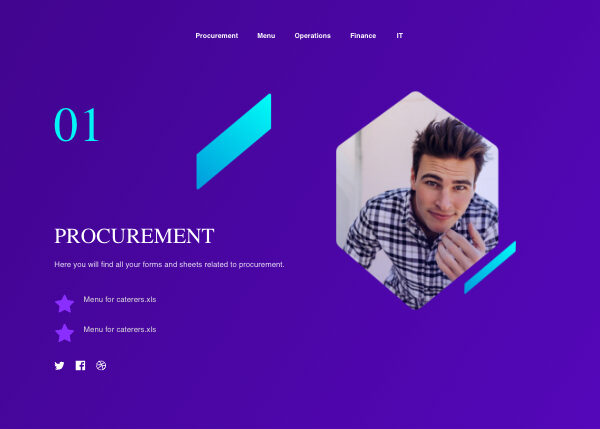 Procurement Menu Operations Finance IT
01
PROCUREMENT
Here you will find all your forms and sheets related to procurement.
Menu for caterers.xls
Menu for caterers.xls